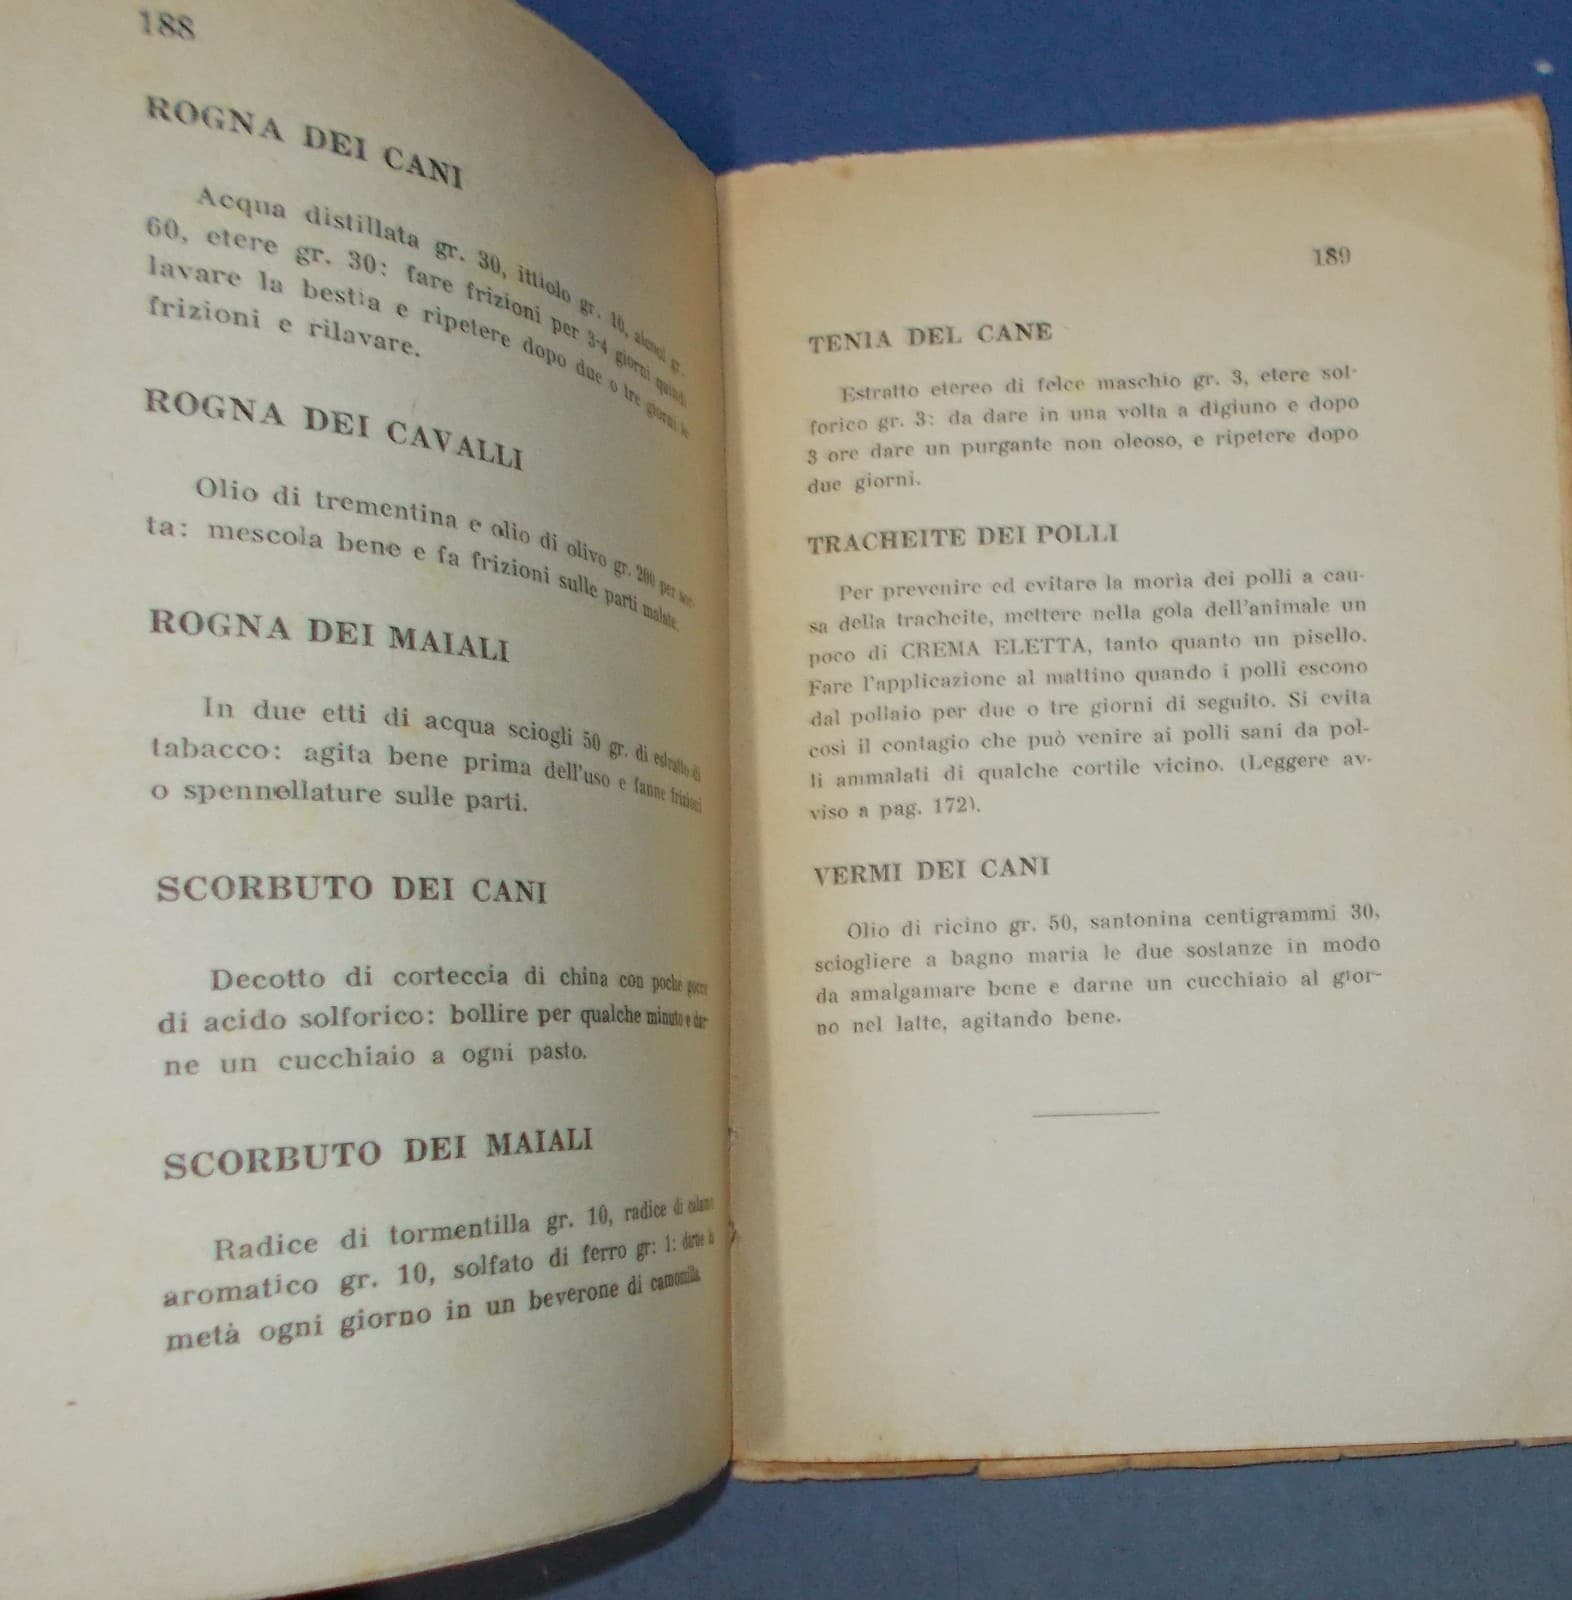 188
ROGNA DEI CANI
Acqua distillata gr. 30, ittiolo gr. 10, alcool gr.
60, etere gr. 30: fare frizioni per 3-4 giorni quindi
lavare la bestia e ripetere dopo due o tre giorni le
frizioni e rilavare.
ROGNA DEI CAVALLI
Olio di trementina e olio di olivo gr. 200 per sor-
ta: mescola bene e fa frizioni sulle parti malate.
ROGNA DEI MAIALI
In due etti di acqua sciogli 50 gr. di estratto di
tabacco: agita bene prima dell'uso e fanne frizioni
o spennellature sulle parti.
SCORBUTO DEI CANI
Decotto di corteccia di china con poche gocce
di acido solforico: bollire per qualche minuto e dar-
ne un cucchiaio a ogni pasto.
SCORBUTO DEI MAIALI
Radice di tormentilla gr. 10, radice di calamo
aromatico gr. 10, solfato di ferro gr: 1: darne la
metà ogni giorno in un beverone di camomilla.
189
TENIA DEL CANE
Estratto etereo di felce maschio gr. 3, etere sol-
forico gr. 3: da dare in una volta a digiuno e dopo
3 ore dare un purgante non oleoso, e ripetere dopo
due giorni.
TRACHEITE DEI POLLI
Per prevenire ed evitare la morìa dei polli a cau-
sa della tracheite, mettere nella gola dell'animale un
poco di CREMA ELETTA, tanto quanto un pisello.
Fare l'applicazione al mattino quando i polli escono
dal pollaio per due o tre giorni di seguito. Si evita
così il contagio che può venire ai polli sani da pol-
li ammalati di qualche cortile vicino. (Leggere av-
viso a pag. 172).
VERMI DEI CANI
Olio di ricino gr. 50, santonina centigrammi 30,
sciogliere a bagno maria le due sostanze in modo
da amalgamare bene e darne un cucchiaio al gior-
no nel latte, agitando bene.